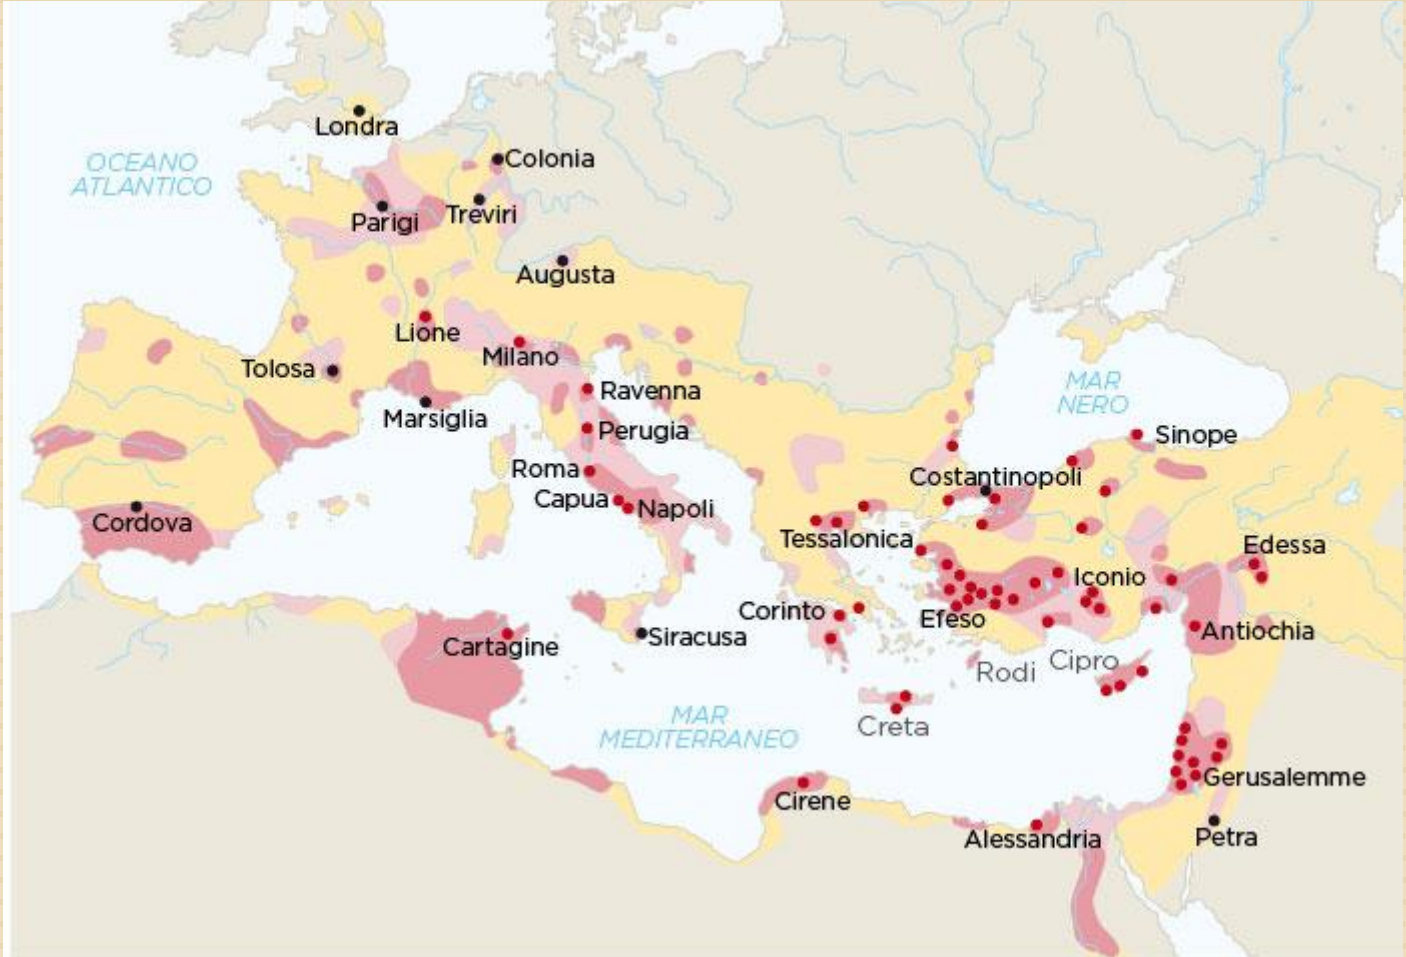 Londra
Colonia
OCEANO
ATLANTICO
Parigi
Treviri
Augusta
Lione
Milano
Tolosa
Marsiglia
Ravenna
MAR
NERO
Perugia
Sinope
Roma
Costantinopoli
Capua
Napoli
Cordova
Tessalonica
Edessa
Iconio
Corinto
Efeso
Cartagine
Siracusa
Antiochia
Rodi
Cipro
MAR
MEDITERRANEO
Creta
Gerusalemme
Cirene
Alessandria
Petra